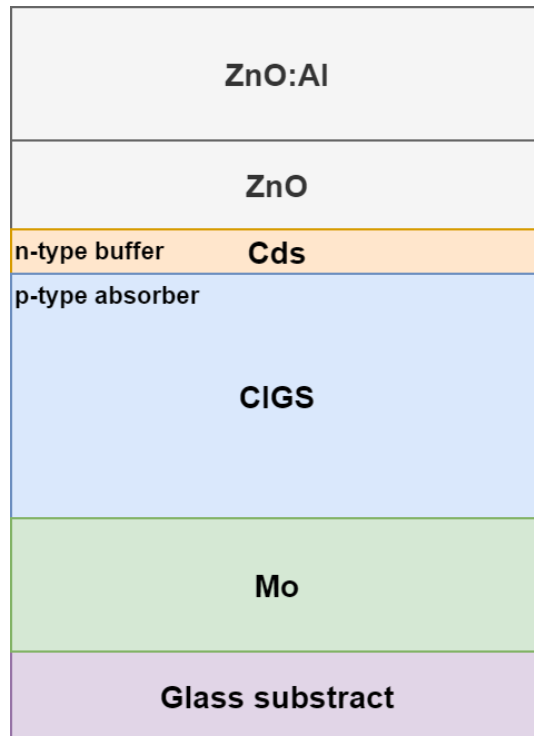 ZnO:Al
ZnO
n-type buffer Cds
p-type absorber
CIGS
Mo
Glass substract